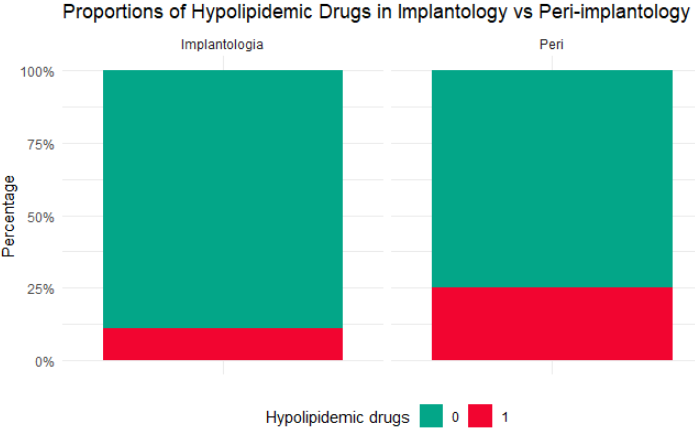 Proportions of Hypolipidemic Drugs in Implantology vs Peri-implantology
Implantologia Peri
100%
75%
50%
25%
0%
Percentage
Hypolipidemic drugs 0 1